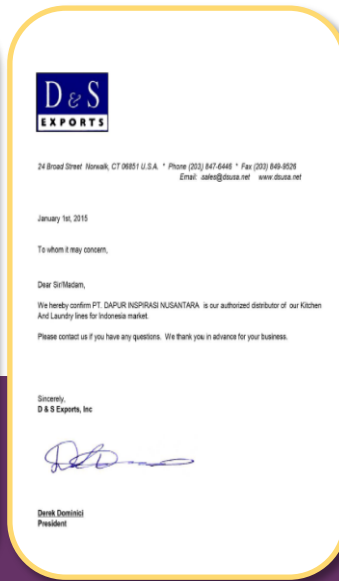 D & S
EXPORTS
24 Broad Street Norwalk, CT 06851 U.S.A. * Phone (203) 847-6446 * Fax (203) 849-9526
Email: sales@dsusa.net www.dsusa.net
January 1st, 2015
To whom it may concern,
Dear Sir/Madam,
We hereby confirm PT. DAPUR INSPIRASI NUSANTARA is our authorized distributor of our Kitchen
And Laundry lines for Indonesia market.
Please contact us if you have any questions. We thank you in advance for your business.
Sincerely,
D & S Exports, Inc
Derek Dominici
President